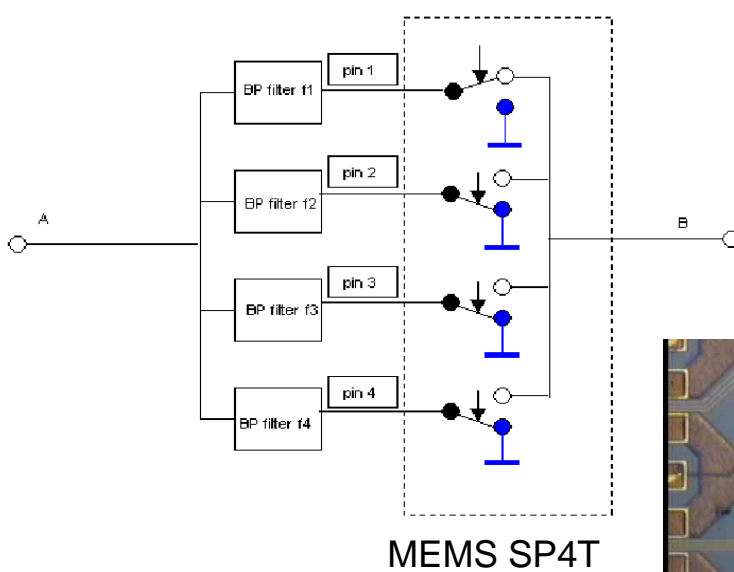 pin 1
BP filter f1
pin 2
BP filter f2
A
B
pin 3
BP filter f3
pin 4
BP filter f4
MEMS SP4T